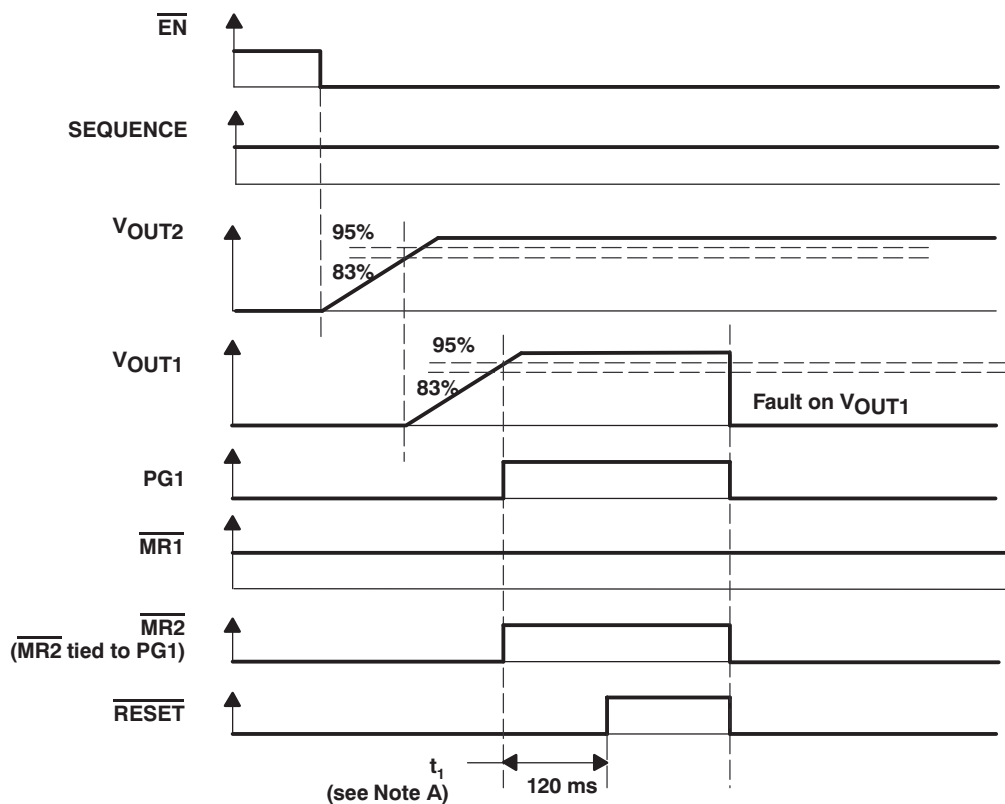 EN
SEQUENCE
VOUT2
95%
83%
VOUT1
95%
83%
Fault on VOUT1
PG1
MR1
MR2
(MR2 tied to PG1)
RESET
t1
(see Note A)
120 ms